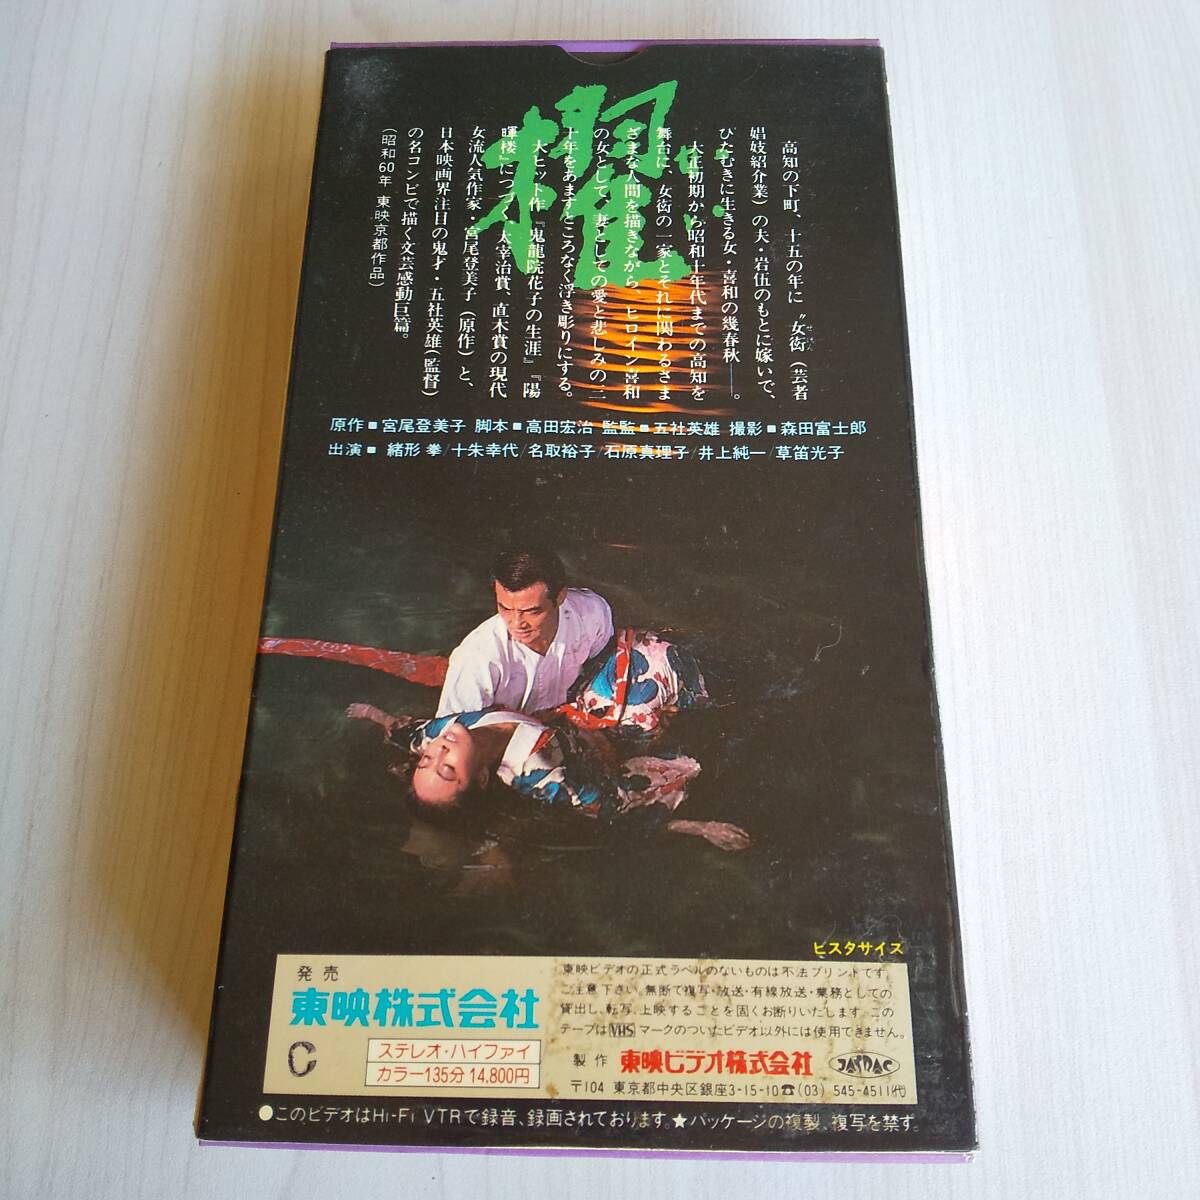 櫂
かい
高知の下町、十五の年に〝女衒(芸者
ぜげん
娼妓紹介業)の夫・岩伍のもとに嫁いで、
ひたむきに生きる女・喜和の幾春秋――。
大正初期から昭和十年代までの高知を
舞台に、女衒の一家とそれに関わるさま
ざまな人間を描きながら、ヒロイン・喜和
の女として、妻としての愛と悲しみの二
十年をあますところなく浮き彫りにする。
大ヒット作『鬼龍院花子の生涯』『陽
暉楼』につづく、太宰治賞、直木賞の現代
女流人気作家・宮尾登美子(原作)と、
日本映画界注目の鬼才・五社英雄(監督)
の名コンビで描く文芸感動巨篇。
(昭和60年 東映京都作品)
原作■宮尾登美子 脚本■高田宏治 監監■五社英雄 撮影■森田富士郎
出演■緒形 拳/十朱幸代/名取裕子/石原真理子/井上純一/草笛光子
ビスタサイズ
発売
東映株式会社
C
ステレオ・ハイファイ
カラー135分 14,800円
東映ビデオの正式ラベルのないものは不法プリントです。
ご注意下さい。無断で複写・放送・有線放送・業務としての
貸出し、転写、上映することを固くお断りいたします。この
テープはVHSマークのついたビデオ以外には使用できません。
製作 東映ビデオ株式会社
JASRAC
〒104 東京都中央区銀座3-15-10☎(03) 545-4511(代)
●このビデオはHi-Fi VTRで録音、録画されております。★パッケージの複製、複写を禁ず。